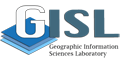 GISL
Geographic Information
Sciences Laboratory